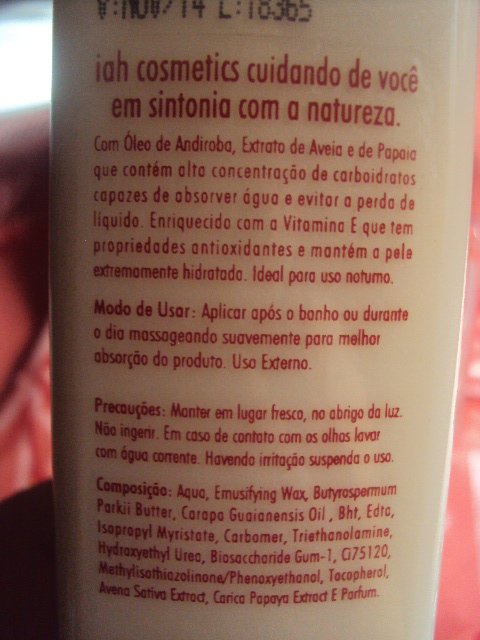 V:NOV/14 L:18365
iah cosmetics cuidando de você
em sintonia com a natureza.
Com Óleo de Andiroba, Extrato de Aveia e de Papaia
que contém alta concentração de carboidratos
capazes de absorver água e evitar a perda de
líquido. Enriquecido com a Vitamina E que tem
propriedades antioxidantes e mantém a pele
extremamente hidratada. Ideal para uso noturno.
Modo de Usar: Aplicar após o banho ou durante
o dia massageando suavemente para melhor
absorção do produto. Uso Externo.
Precauções: Manter em lugar fresco, no abrigo da luz.
Não ingerir. Em caso de contato com os olhos lavar
com água corrente. Havendo irritação suspenda o uso.
Composição: Aqua, Emusifying Wax, Butyrospermum
Parkii Butter, Carapa Guaianensis Oil , Bht, Edta,
Isopropyl Myristate, Carbomer, Triethanolamine,
Hydroxyethyl Urea, Biosaccharide Gum-1, Ci75120,
Methylisothiazolinone/Phenoxyethanol, Tocopherol,
Avena Sativa Extract, Carica Papaya Extract E Parfum.